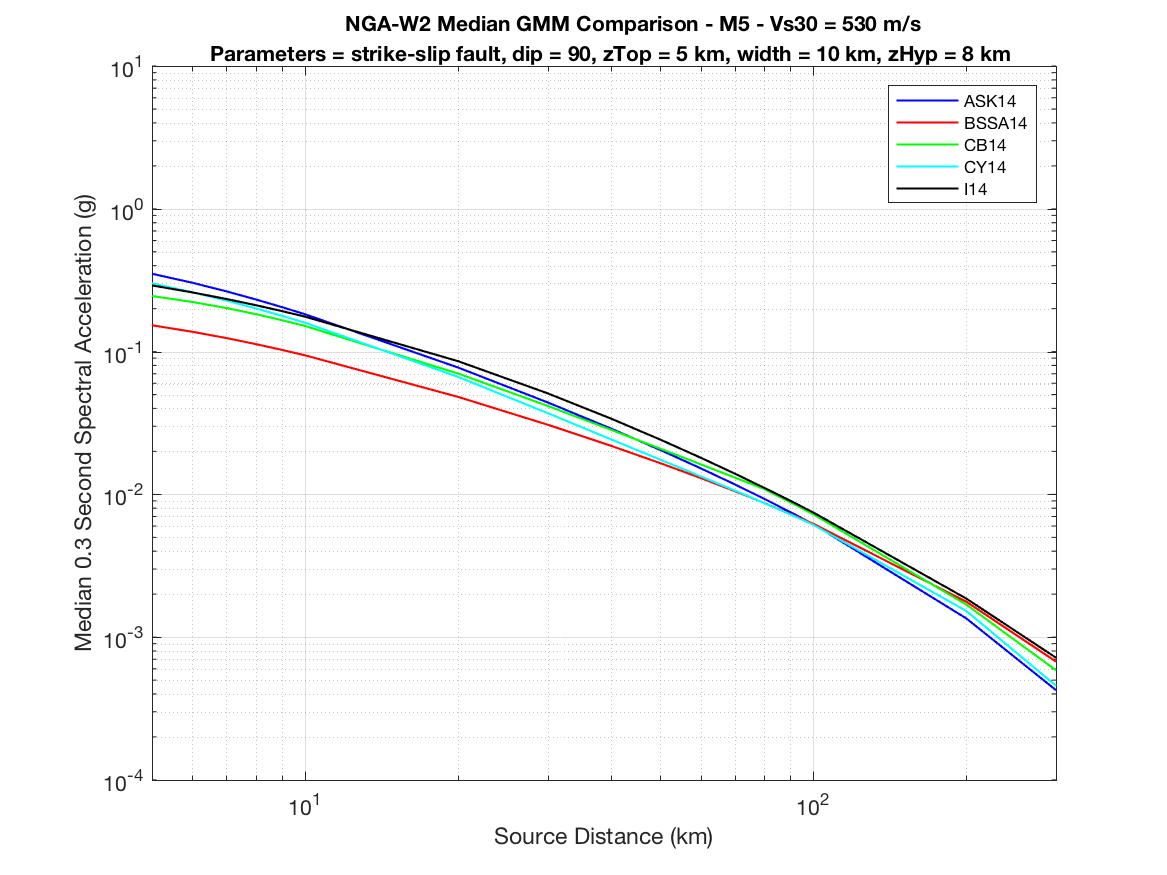 NGA-W2 Median GMM Comparison - M5 - Vs30 = 530 m/s
Parameters = strike-slip fault, dip = 90, zTop = 5 km, width = 10 km, zHyp = 8 km
ASK14
BSSA14
CB14
CY14
I14
Median 0.3 Second Spectral Acceleration (g)
10^1
10^0
10^-1
10^-2
10^-3
10^-4
10^1
10^2
Source Distance (km)